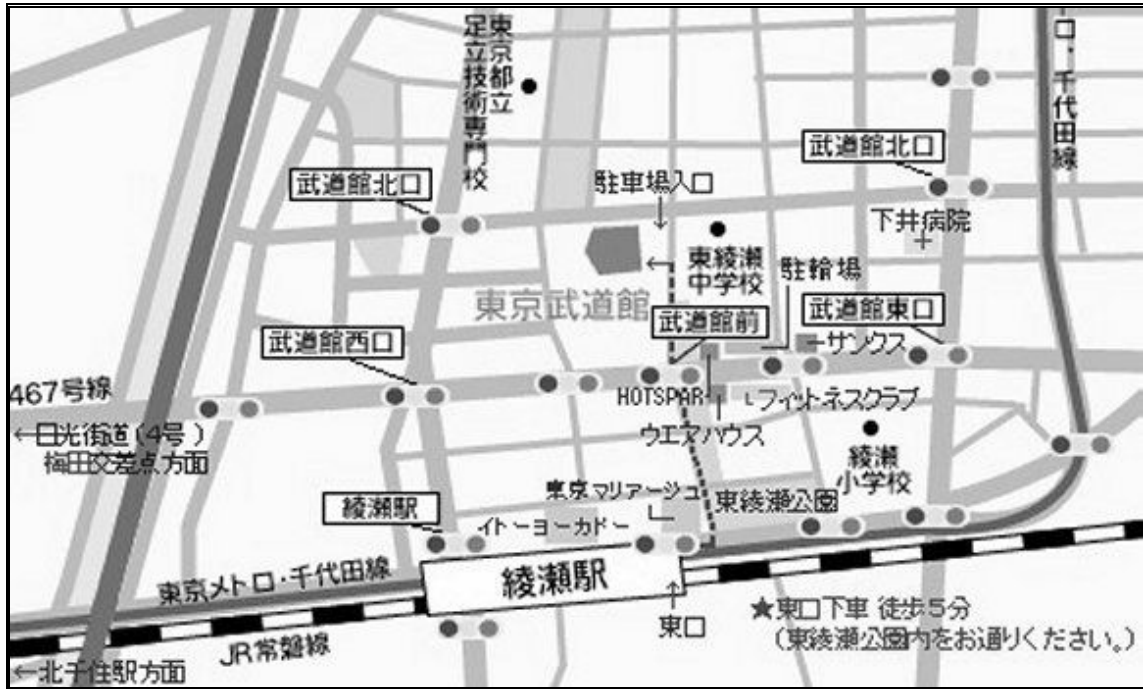 東京都立
足立技術専門校
口・千代田線
武道館北口
武道館北口
駐車場入口
下井病院
東綾瀬
中学校
駐輪場
東京武道館
武道館前
武道館東口
武道館西口
サンクス
467号線
HOTSPAR
フィットネスクラブ
←日光街道(4号)
梅田交差点方面
ウエアハウス
綾瀬
小学校
東京マリアージュ
東綾瀬公園
綾瀬駅
イトーヨーカドー
東京メトロ・千代田線
綾瀬駅
JR常磐線
東口
★東口下車 徒歩5分
(東綾瀬公園内をお通りください。)
←北千住駅方面